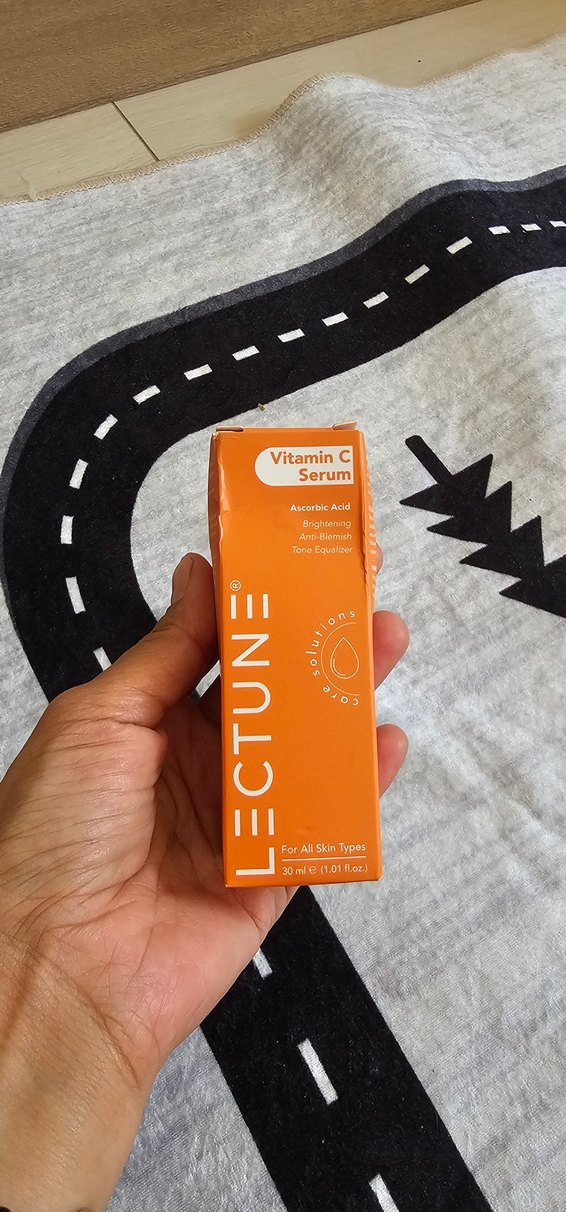 Vitamin C
Serum
Ascorbic Acid
Brightening
Anti-Blemish
Tone Equalizer
LECTUNE®
care solutions
For All Skin Types
30 ml ℮ (1.01 fl.oz.)